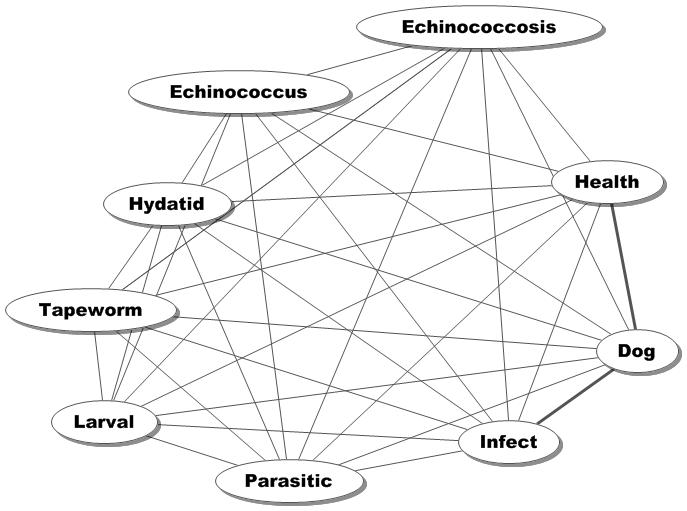 Echinococcosis
Echinococcus
Health
Hydatid
Tapeworm
Dog
Larval
Infect
Parasitic